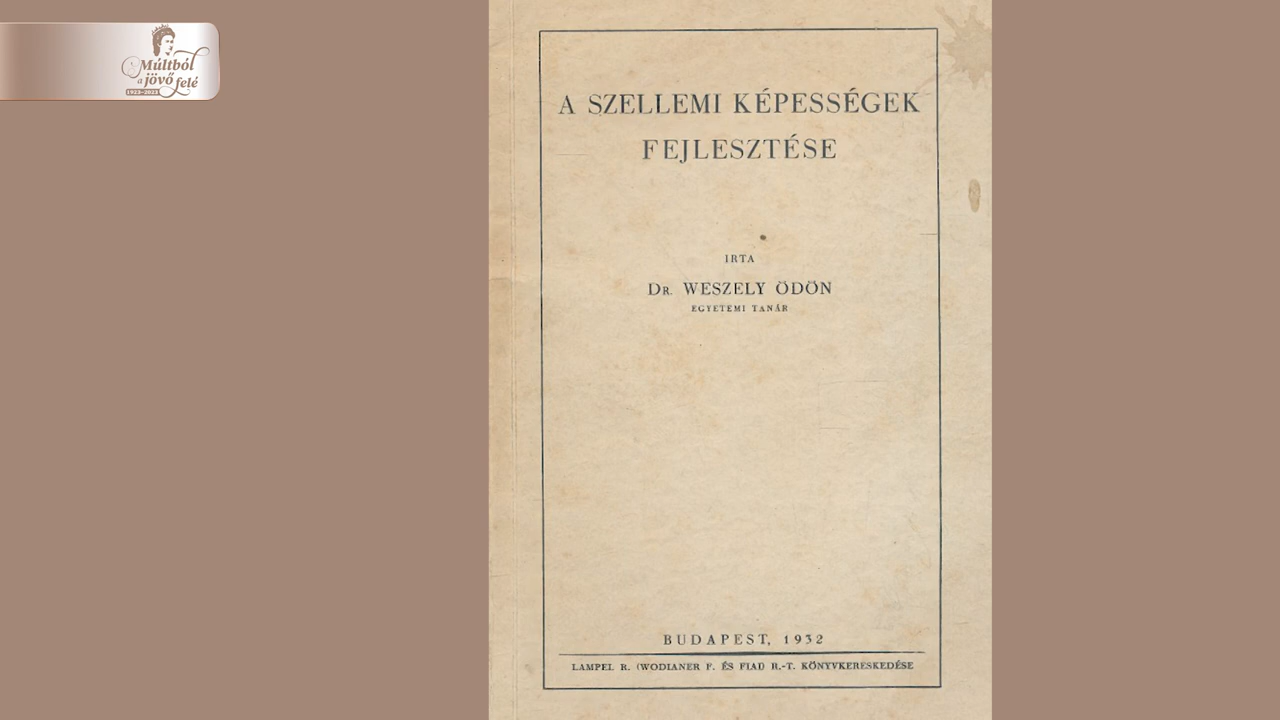 Múltból
a jövő felé
1923-2023
A SZELLEMI KÉPESSÉGEK
FEJLESZTÉSE
IRTA
DR. WESZELY ÖDÖN
EGYETEMI TANÁR
BUDAPEST, 1932
LAMPEL R. (WODIANER F. ÉS FIAI) R.-T. KÖNYVKERESKEDÉSE